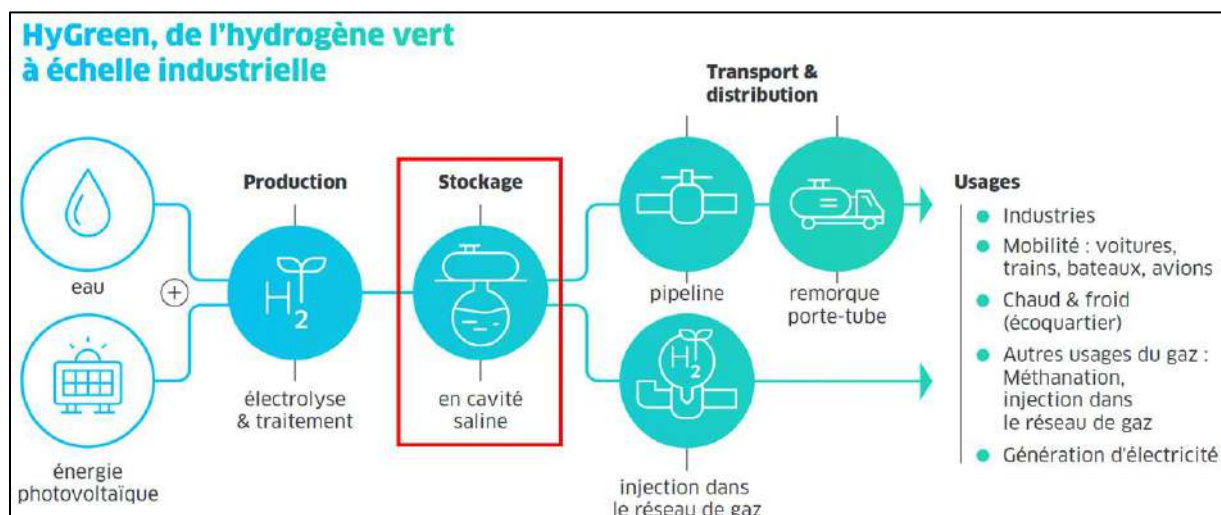 HyGreen, de l'hydrogène vert
à échelle industrielle
eau
+
énergie
photovoltaïque
Production
H2
électrolyse
& traitement
Stockage
en cavité
saline
Transport &
distribution
pipeline
remorque
porte-tube
H2
injection dans
le réseau de gaz
Usages
Industries
Mobilité : voitures,
trains, bateaux, avions
Chaud & froid
(écoquartier)
Autres usages du gaz :
Méthanation,
injection dans
le réseau de gaz
Génération d'électricité